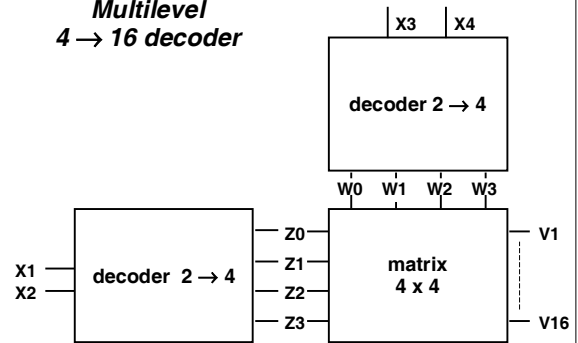 Multilevel
4 → 16 decoder
X3 X4
decoder 2 → 4
W0 W1 W2 W3
X1
X2
decoder 2 → 4
Z0
Z1
Z2
Z3
matrix
4 x 4
V1
V16